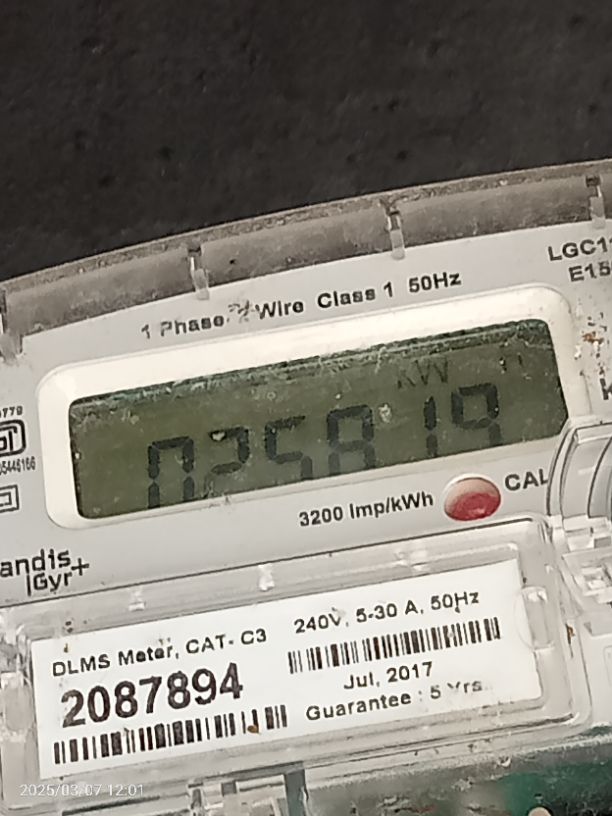 LGC1
E15
1 Phase 2 Wire Class 1 50Hz
kW
025819
05446166
3200 Imp/kWh
CAL
andis
Gyr+
DLMS Meter, CAT- C3
240V, 5-30 A, 50Hz
2087894
Jul, 2017
Guarantee : 5 Yrs.
2025/03/07 12:01